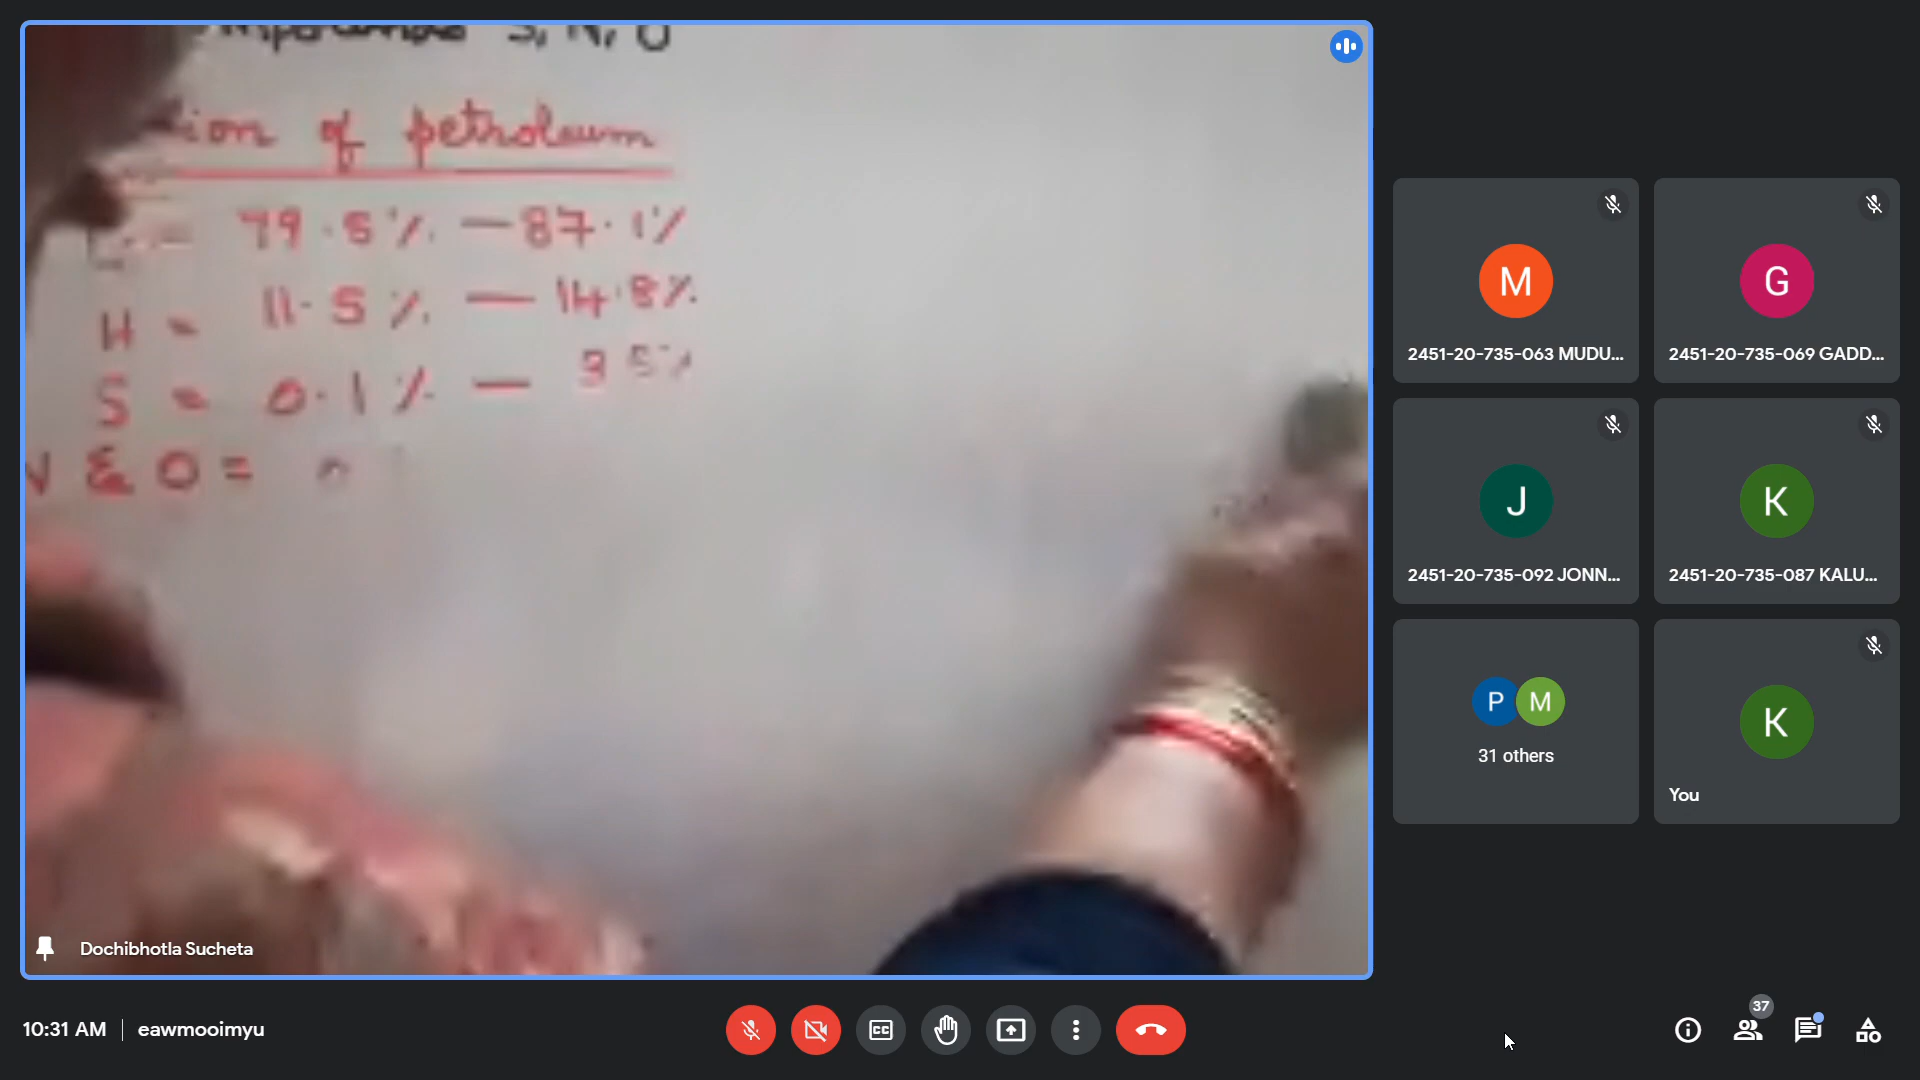 S, N, O
ion of petroleum
= 79.5% — 87.1%
H = 11.5% — 14.8%
S = 0.1% — 3.5%
& O =
Dochibhotla Sucheta
M
2451-20-735-063 MUDU...
G
2451-20-735-069 GADD...
J
2451-20-735-092 JONN...
K
2451-20-735-087 KALU...
P M
31 others
K
You
10:31 AM | eawmooimyu
CC
37